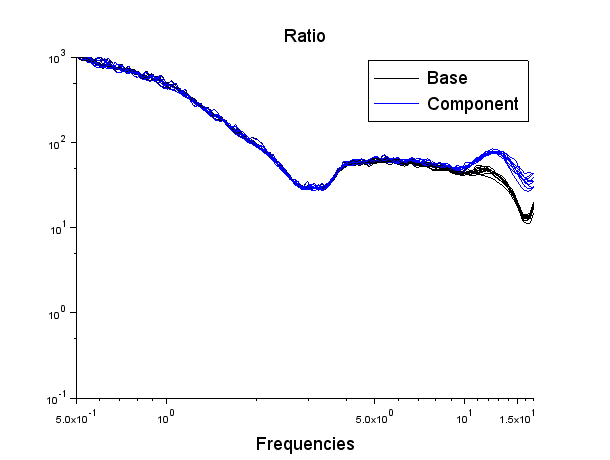 Ratio
10³
Base
Component
10²
10¹
10⁰
10⁻¹
5.0x10⁻¹ 10⁰ 5.0x10⁰ 10¹ 1.5x10¹
Frequencies